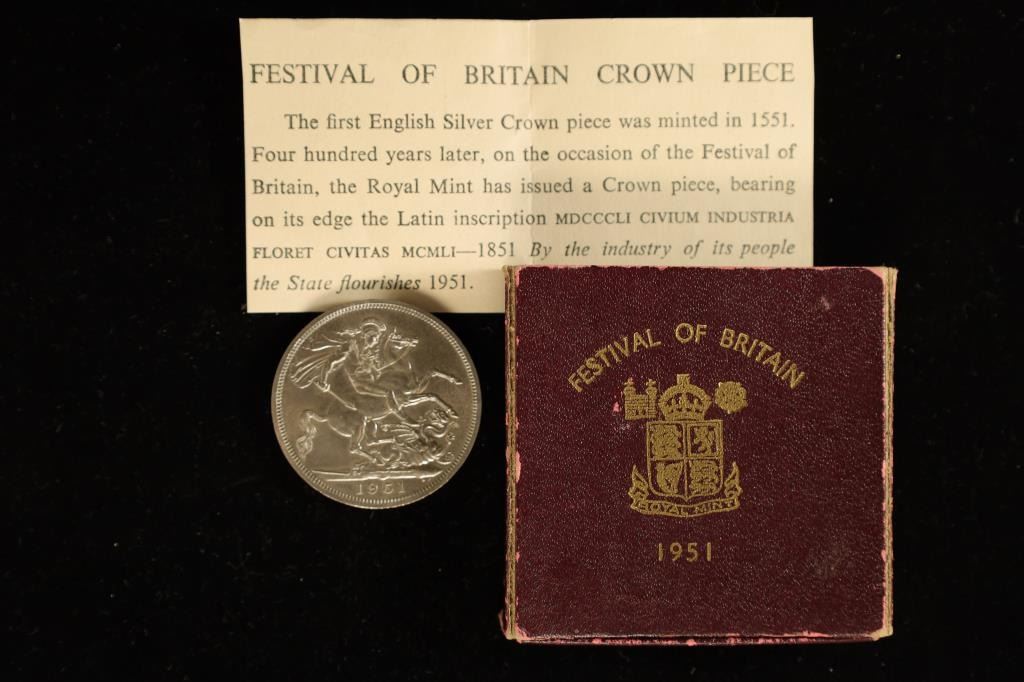 FESTIVAL OF BRITAIN CROWN PIECE
The first English Silver Crown piece was minted in 1551.
Four hundred years later, on the occasion of the Festival of
Britain, the Royal Mint has issued a Crown piece, bearing
on its edge the Latin inscription MDCCCLI CIVIUM INDUSTRIA
FLORET CIVITAS MCMLI—1851 By the industry of its people
the State flourishes 1951.
1951
FESTIVAL OF BRITAIN
ROYAL MINT
1951